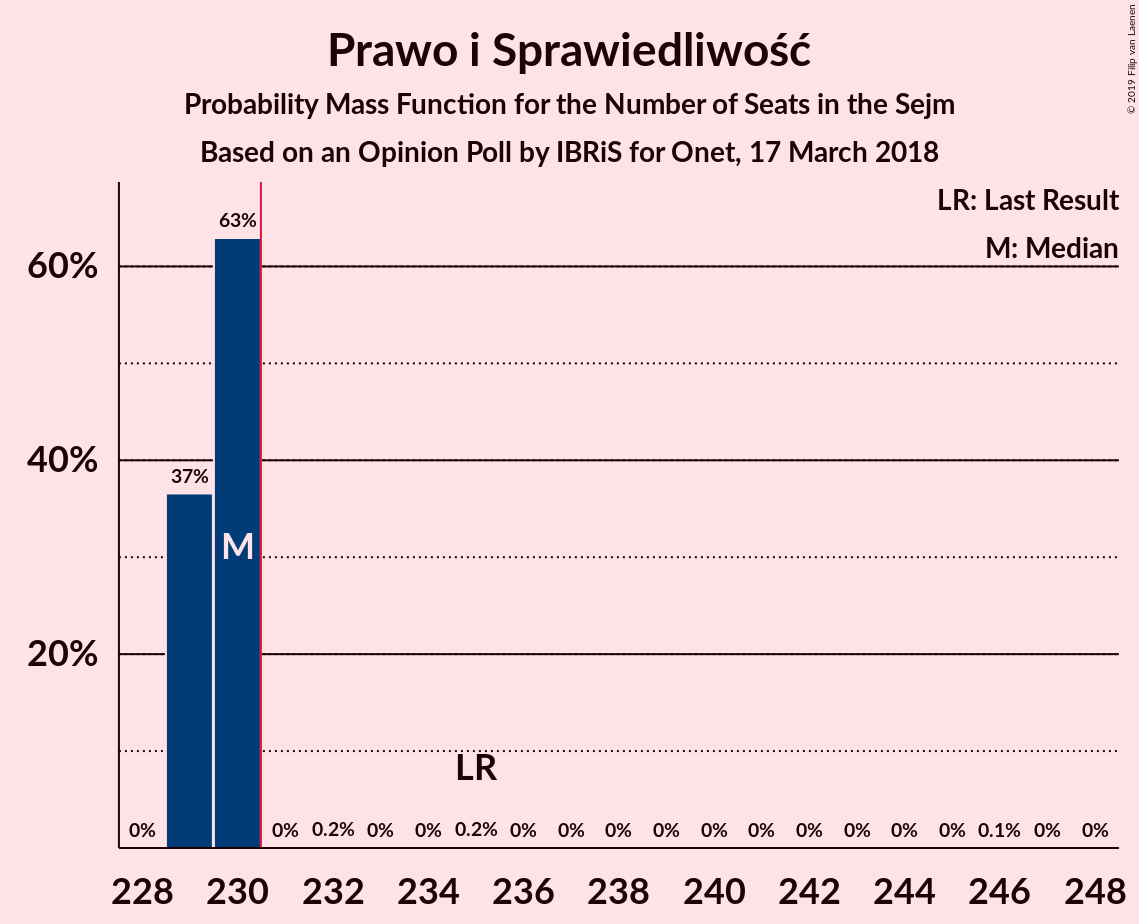 Prawo i Sprawiedliwość
Probability Mass Function for the Number of Seats in the Sejm
Based on an Opinion Poll by IBRiS for Onet, 17 March 2018
© 2019 Filip van Laenen
LR: Last Result
M: Median
63%
60%
40%
37%
M
20%
LR
0% 0% 0.2% 0% 0% 0.2% 0% 0% 0% 0% 0% 0% 0% 0% 0% 0% 0.1% 0% 0%
228 230 232 234 236 238 240 242 244 246 248